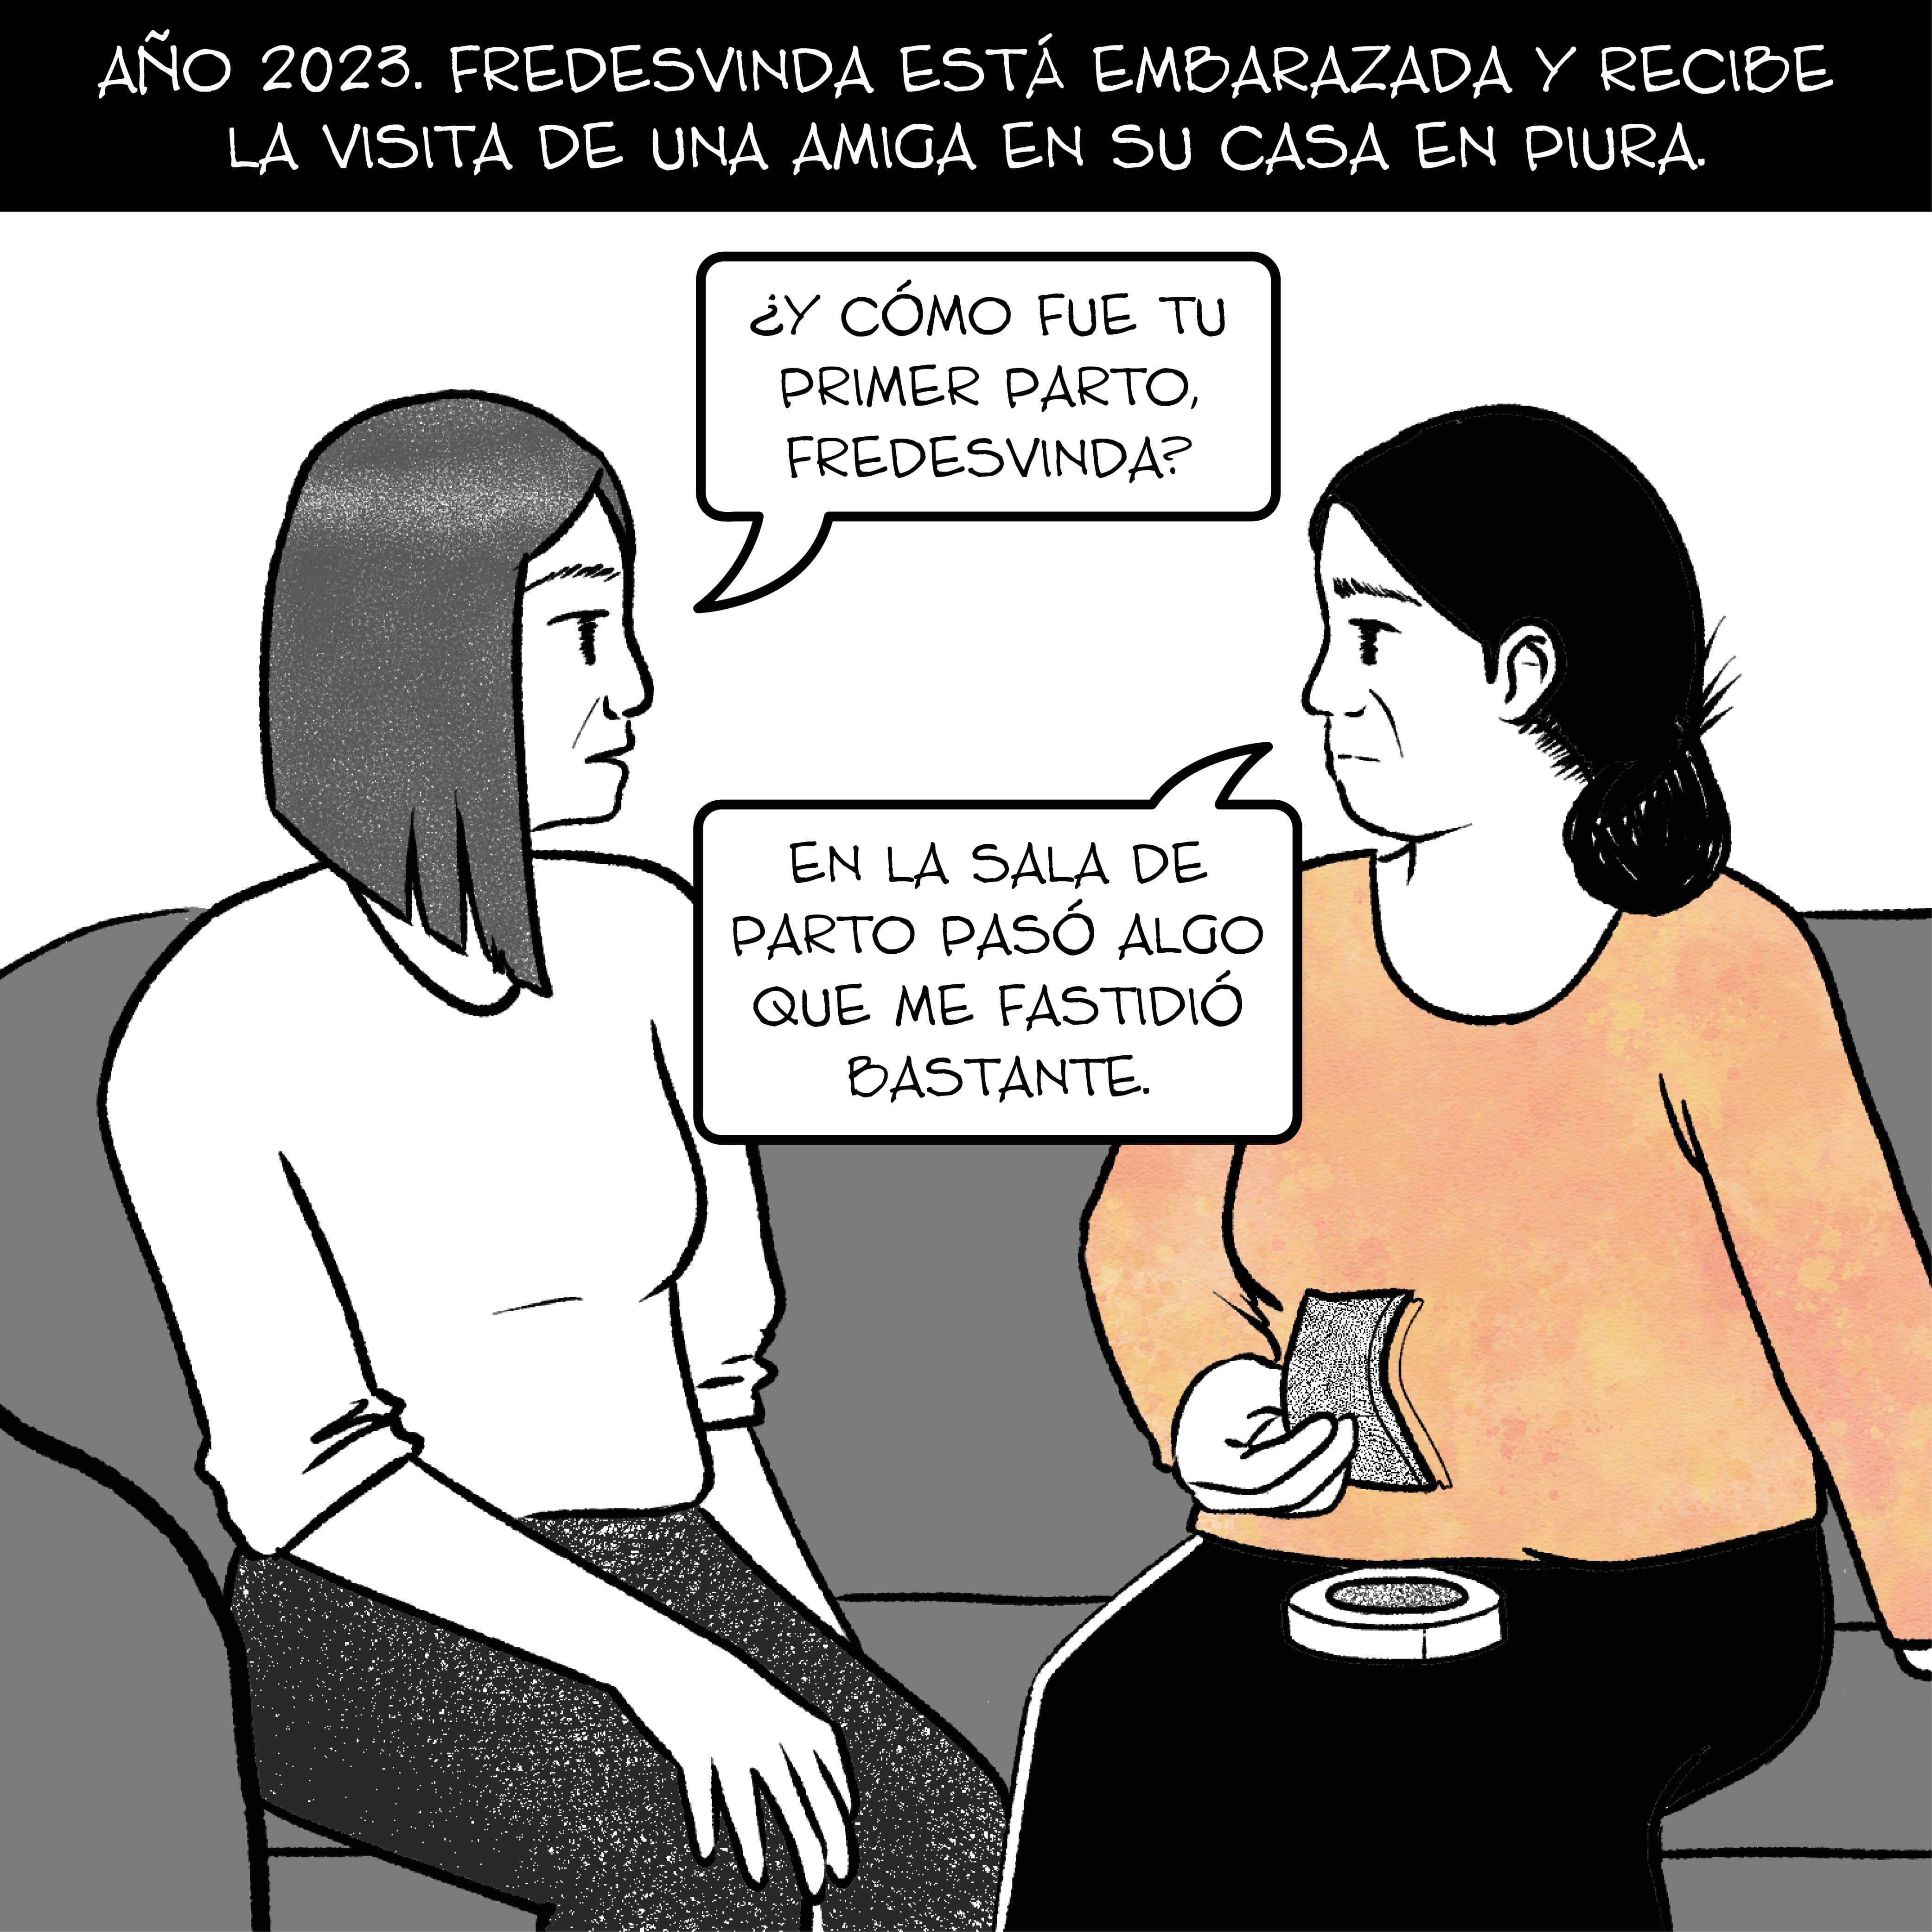 AÑO 2023. FREDESVINDA ESTÁ EMBARAZADA Y RECIBE
LA VISITA DE UNA AMIGA EN SU CASA EN PIURA.
¿Y CÓMO FUE TU
PRIMER PARTO,
FREDESVINDA?
EN LA SALA DE
PARTO PASÓ ALGO
QUE ME FASTIDIÓ
BASTANTE.